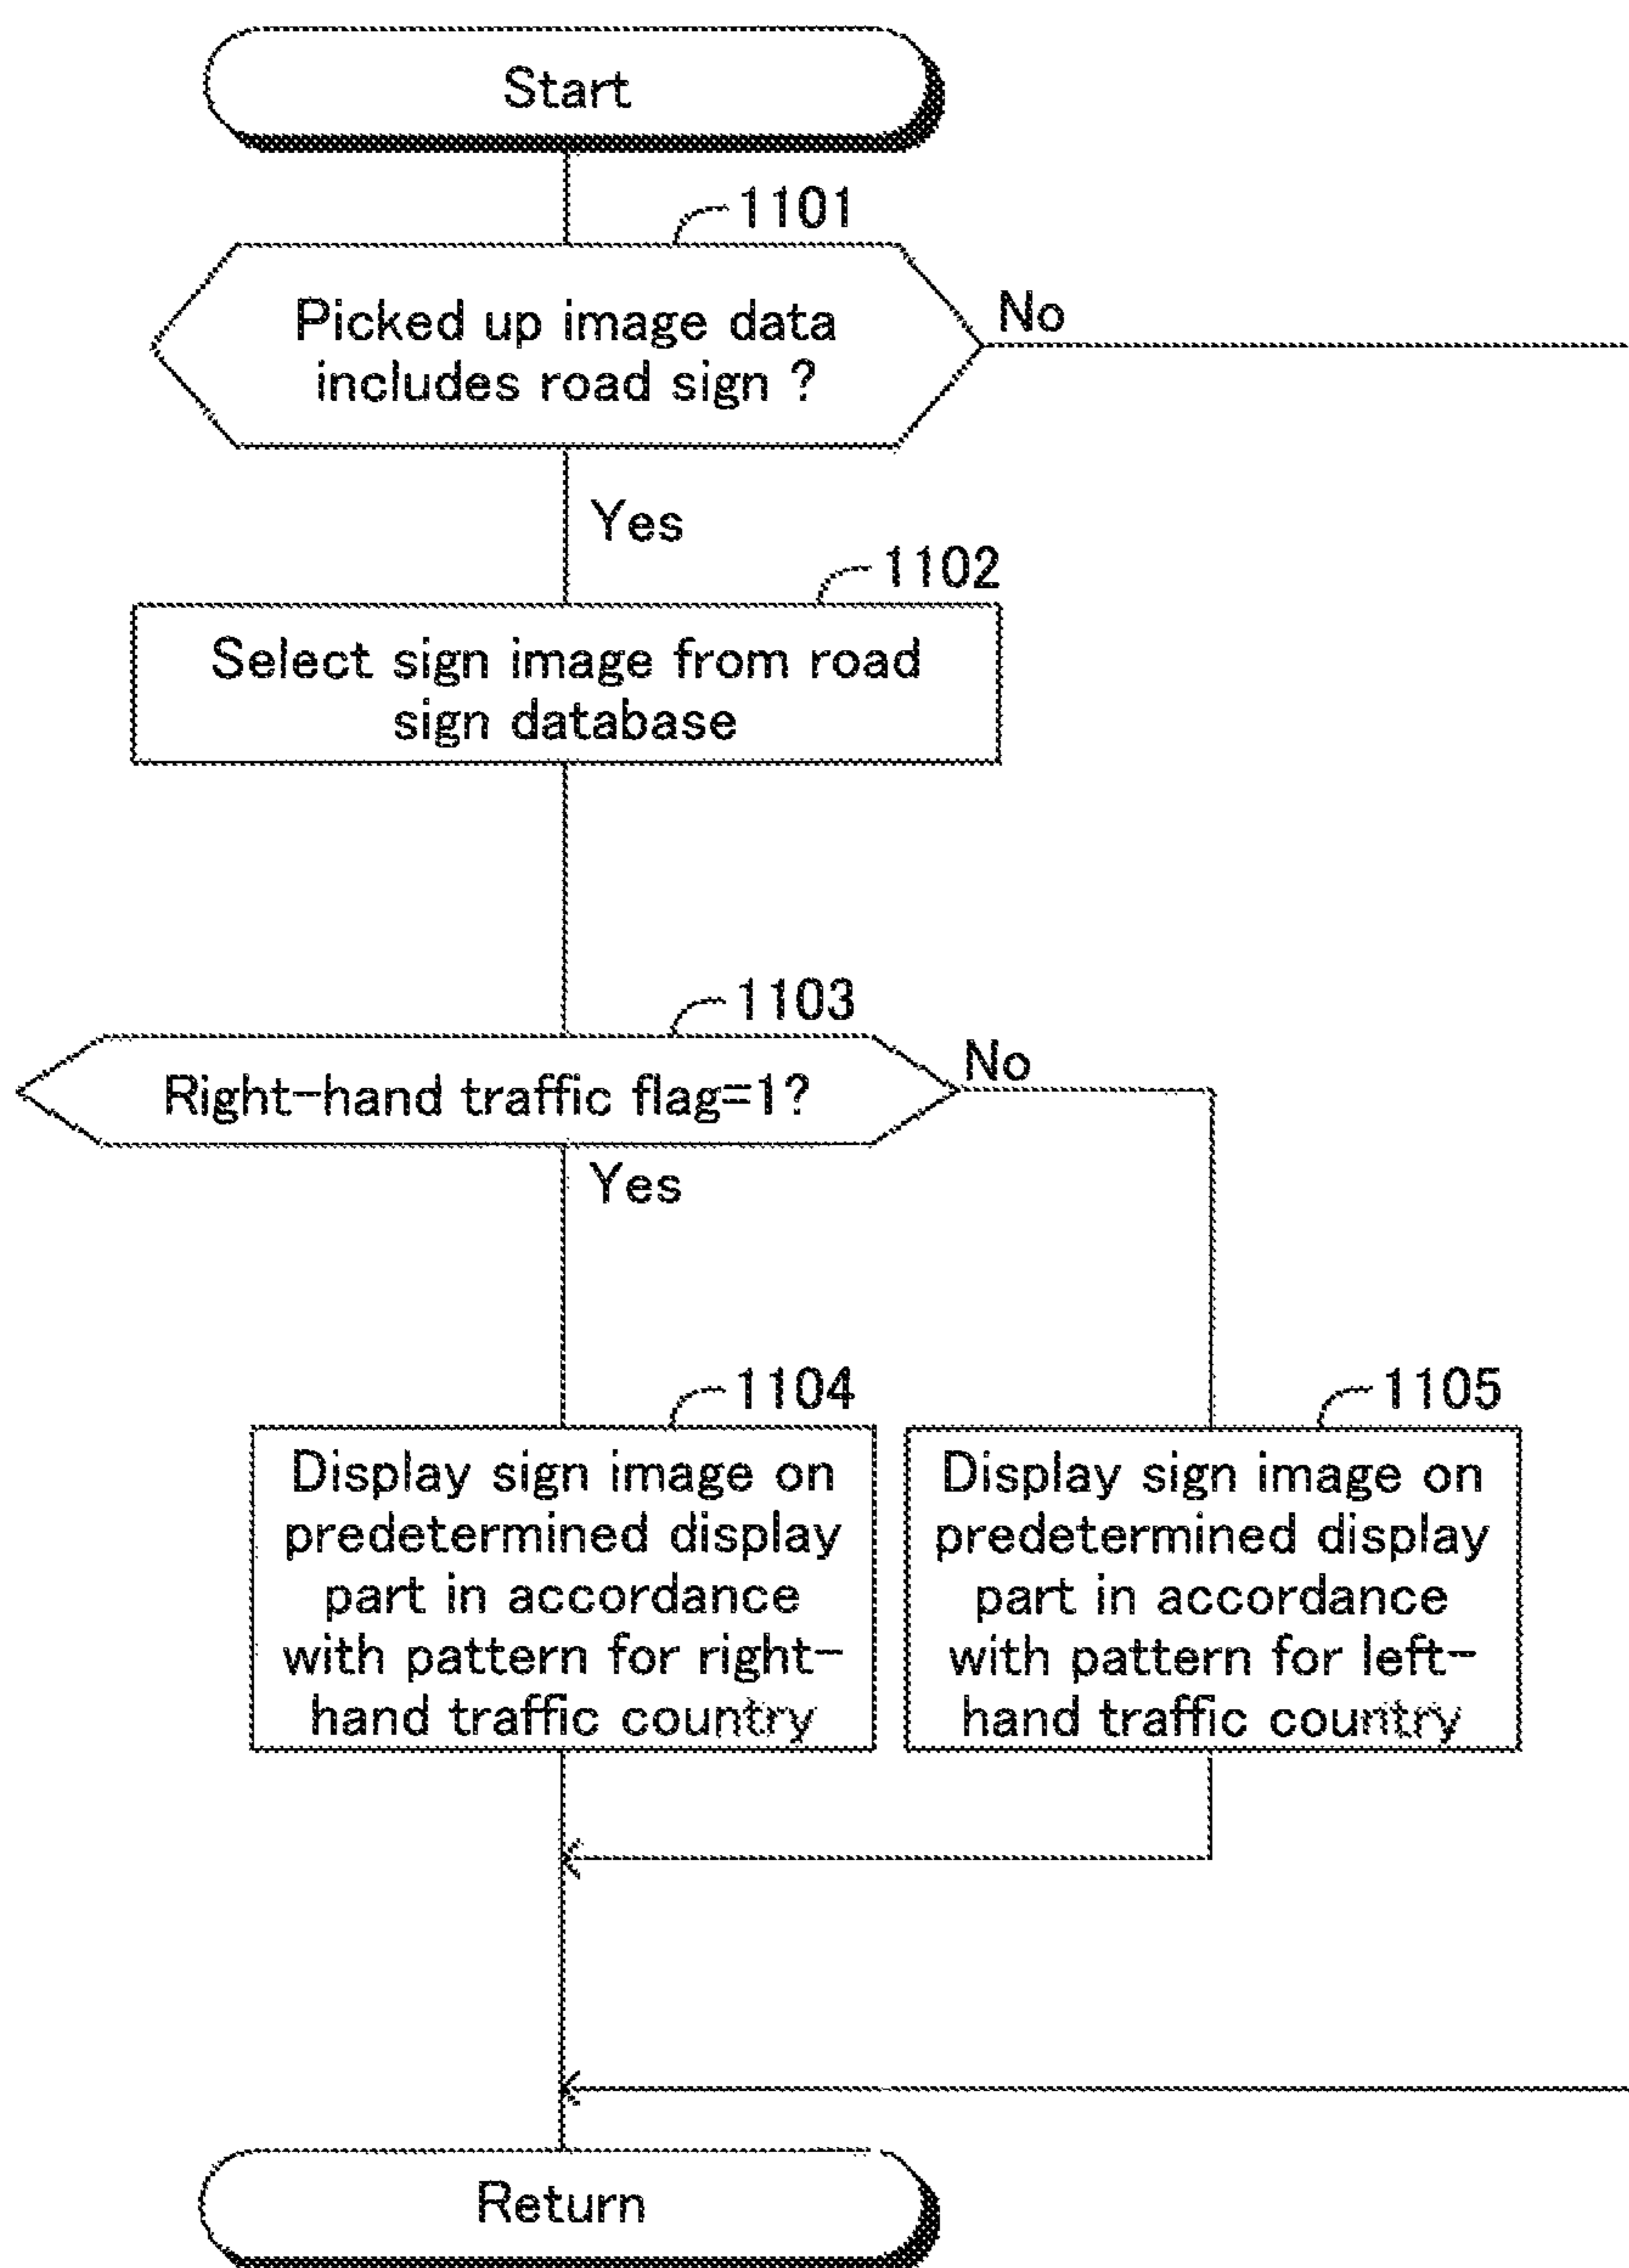 Start
1101
Picked up image data
includes road sign ?
No
Yes
1102
Select sign image from road
sign database
1103
Right-hand traffic flag=1?
No
Yes
1104
Display sign image on
predetermined display
part in accordance
with pattern for right-
hand traffic country
1105
Display sign image on
predetermined display
part in accordance
with pattern for left-
hand traffic country
Return